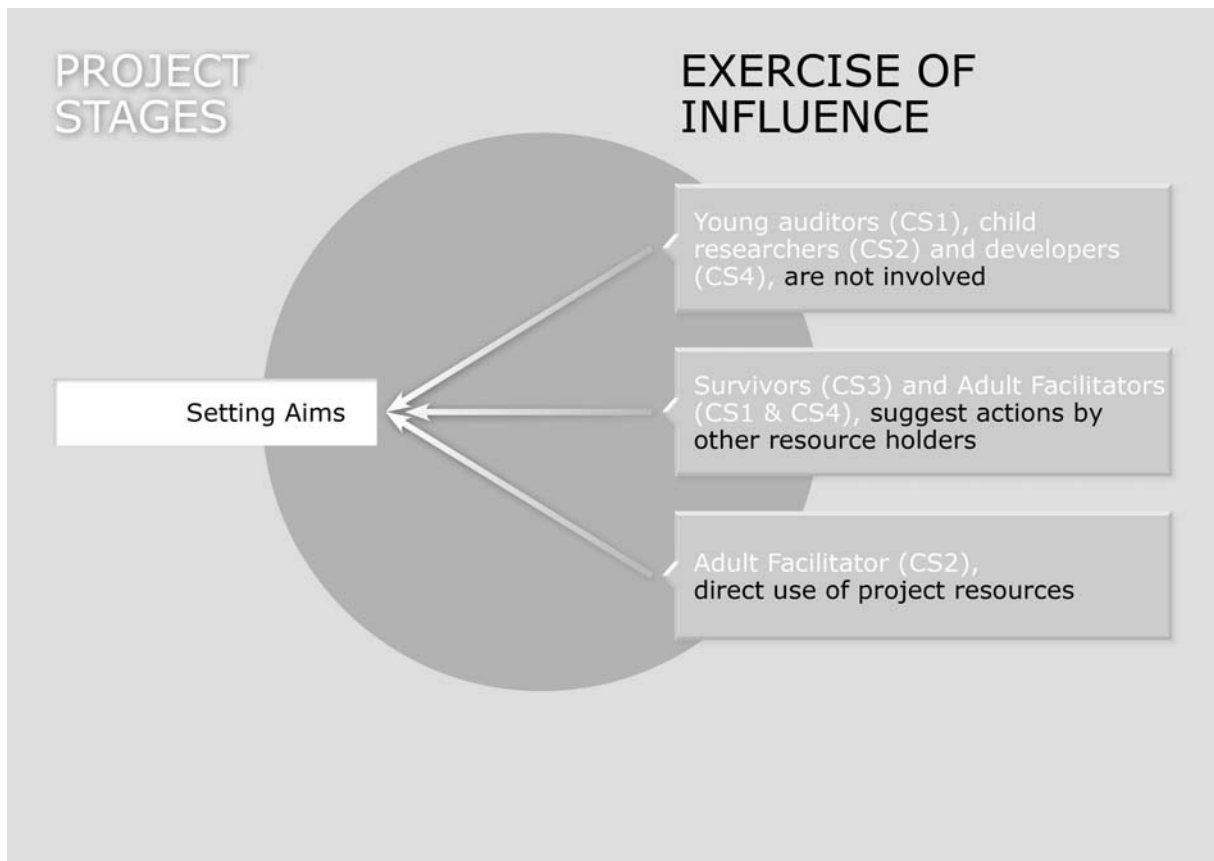 PROJECT
STAGES
EXERCISE OF
INFLUENCE
Young auditors (CS1), child
researchers (CS2) and developers
(CS4), are not involved
Setting Aims
Survivors (CS3) and Adult Facilitators
(CS1 & CS4), suggest actions by
other resource holders
Adult Facilitator (CS2),
direct use of project resources